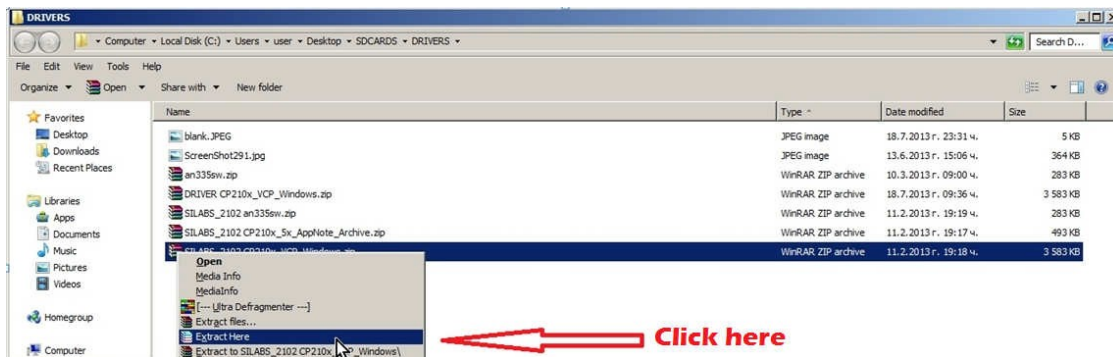 DRIVERS
Computer Local Disk (C:) Users user Desktop SDCARDS DRIVERS
Search D...
File Edit View Tools Help
Organize Open Share with New folder
Name Type Date modified Size
Favorites
Desktop
Downloads
Recent Places
Libraries
Apps
Documents
Music
Pictures
Videos
Homegroup
Computer
blank.JPEG JPEG image 18.7.2013 г. 23:31 ч. 5 KB
ScreenShot291.jpg JPEG image 13.6.2013 г. 15:06 ч. 364 KB
an335sw.zip WinRAR ZIP archive 10.3.2013 г. 09:00 ч. 283 KB
DRIVER CP210x_VCP_Windows.zip WinRAR ZIP archive 18.7.2013 г. 09:36 ч. 3 583 KB
SILABS_2102 an335sw.zip WinRAR ZIP archive 11.2.2013 г. 19:19 ч. 283 KB
SILABS_2102 CP210x_5x_AppNote_Archive.zip WinRAR ZIP archive 11.2.2013 г. 19:17 ч. 493 KB
SILABS_2102 CP210x_VCP_Windows.zip WinRAR ZIP archive 11.2.2013 г. 19:18 ч. 3 583 KB
Open
Media Info
MediaInfo
[--- Ultra Defragmenter ---]
Extract files...
Extract Here
Extract to SILABS_2102 CP210x_VCP_Windows\
Click here